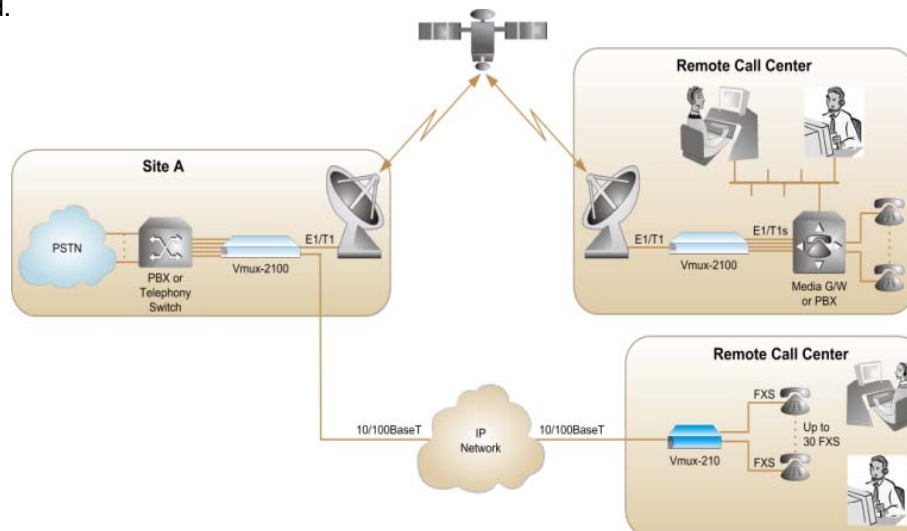 d.
Remote Call Center
Site A
PSTN
PBX or
Telephony
Switch
Vmux-2100
E1/T1
E1/T1
Vmux-2100
E1/T1s
Media G/W
or PBX
Remote Call Center
10/100BaseT
IP
Network
10/100BaseT
Vmux-210
FXS
Up to
30 FXS
FXS